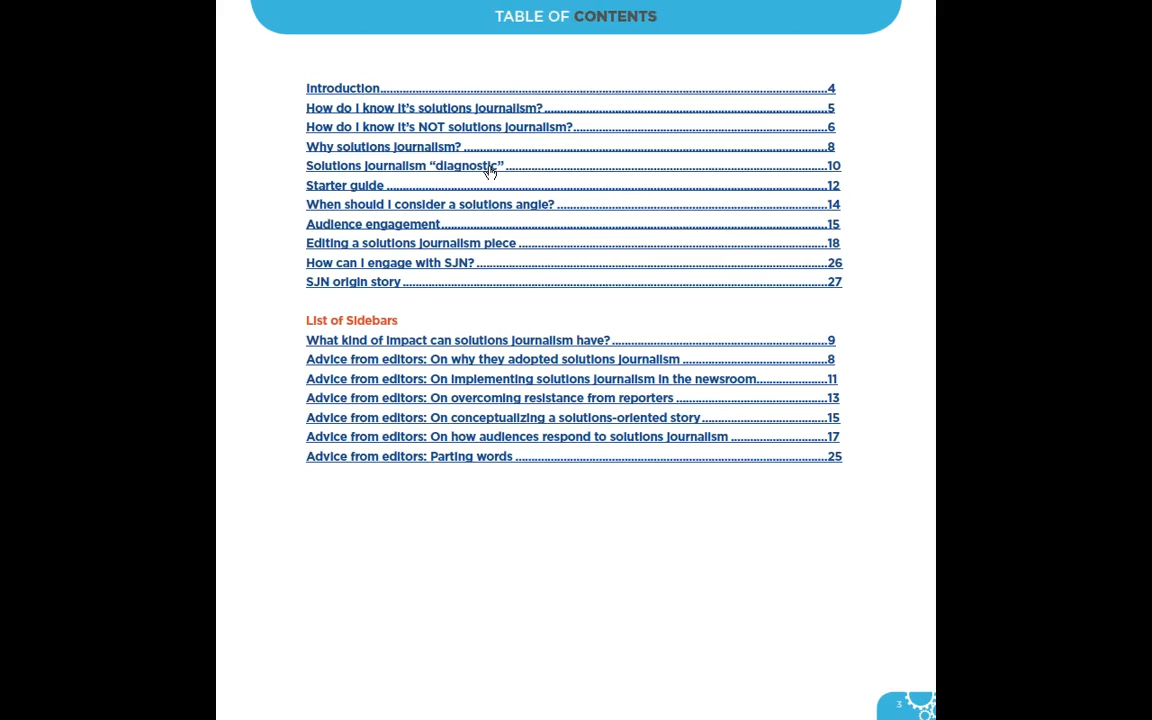 TABLE OF CONTENTS
Introduction........................................................................................................................................4
How do I know it's solutions journalism?......................................................................................5
How do I know it's NOT solutions journalism?.............................................................................6
Why solutions journalism? ...............................................................................................................8
Solutions journalism “diagnostic” ..................................................................................................10
Starter guide ......................................................................................................................................12
When should I consider a solutions angle? ..................................................................................14
Audience engagement.....................................................................................................................15
Editing a solutions journalism piece ..............................................................................................18
How can I engage with SJN? ...........................................................................................................26
SJN origin story .................................................................................................................................27
List of Sidebars
What kind of impact can solutions journalism have? .................................................................9
Advice from editors: On why they adopted solutions journalism ............................................8
Advice from editors: On implementing solutions journalism in the newsroom......................11
Advice from editors: On overcoming resistance from reporters ..............................................13
Advice from editors: On conceptualizing a solutions-oriented story.......................................15
Advice from editors: On how audiences respond to solutions journalism .............................17
Advice from editors: Parting words ...............................................................................................25
3